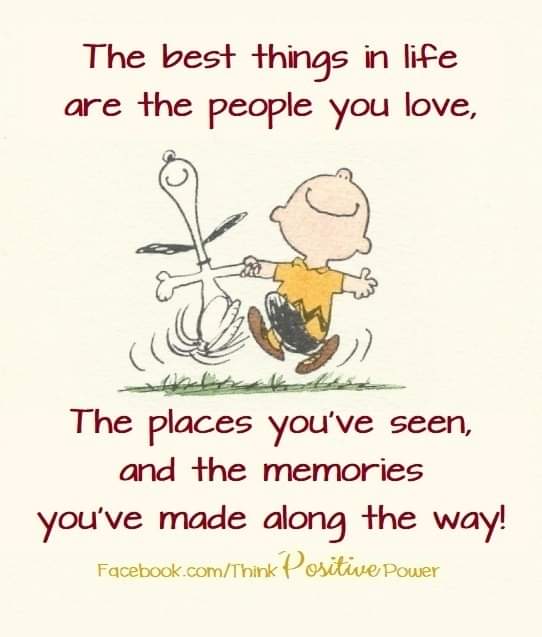 The best things in life
are the people you love,
The places you've seen,
and the memories
you've made along the way!
Facebook.com/Think Positive Power